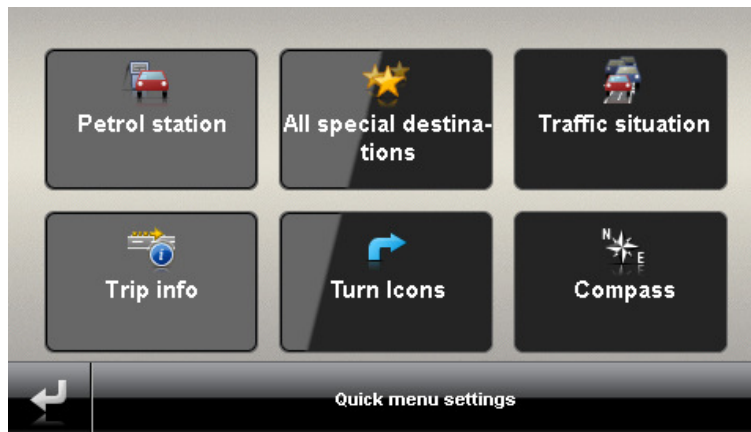 Petrol station
All special destina-
tions
Traffic situation
i
Trip info
Turn Icons
N
E
Compass
Quick menu settings